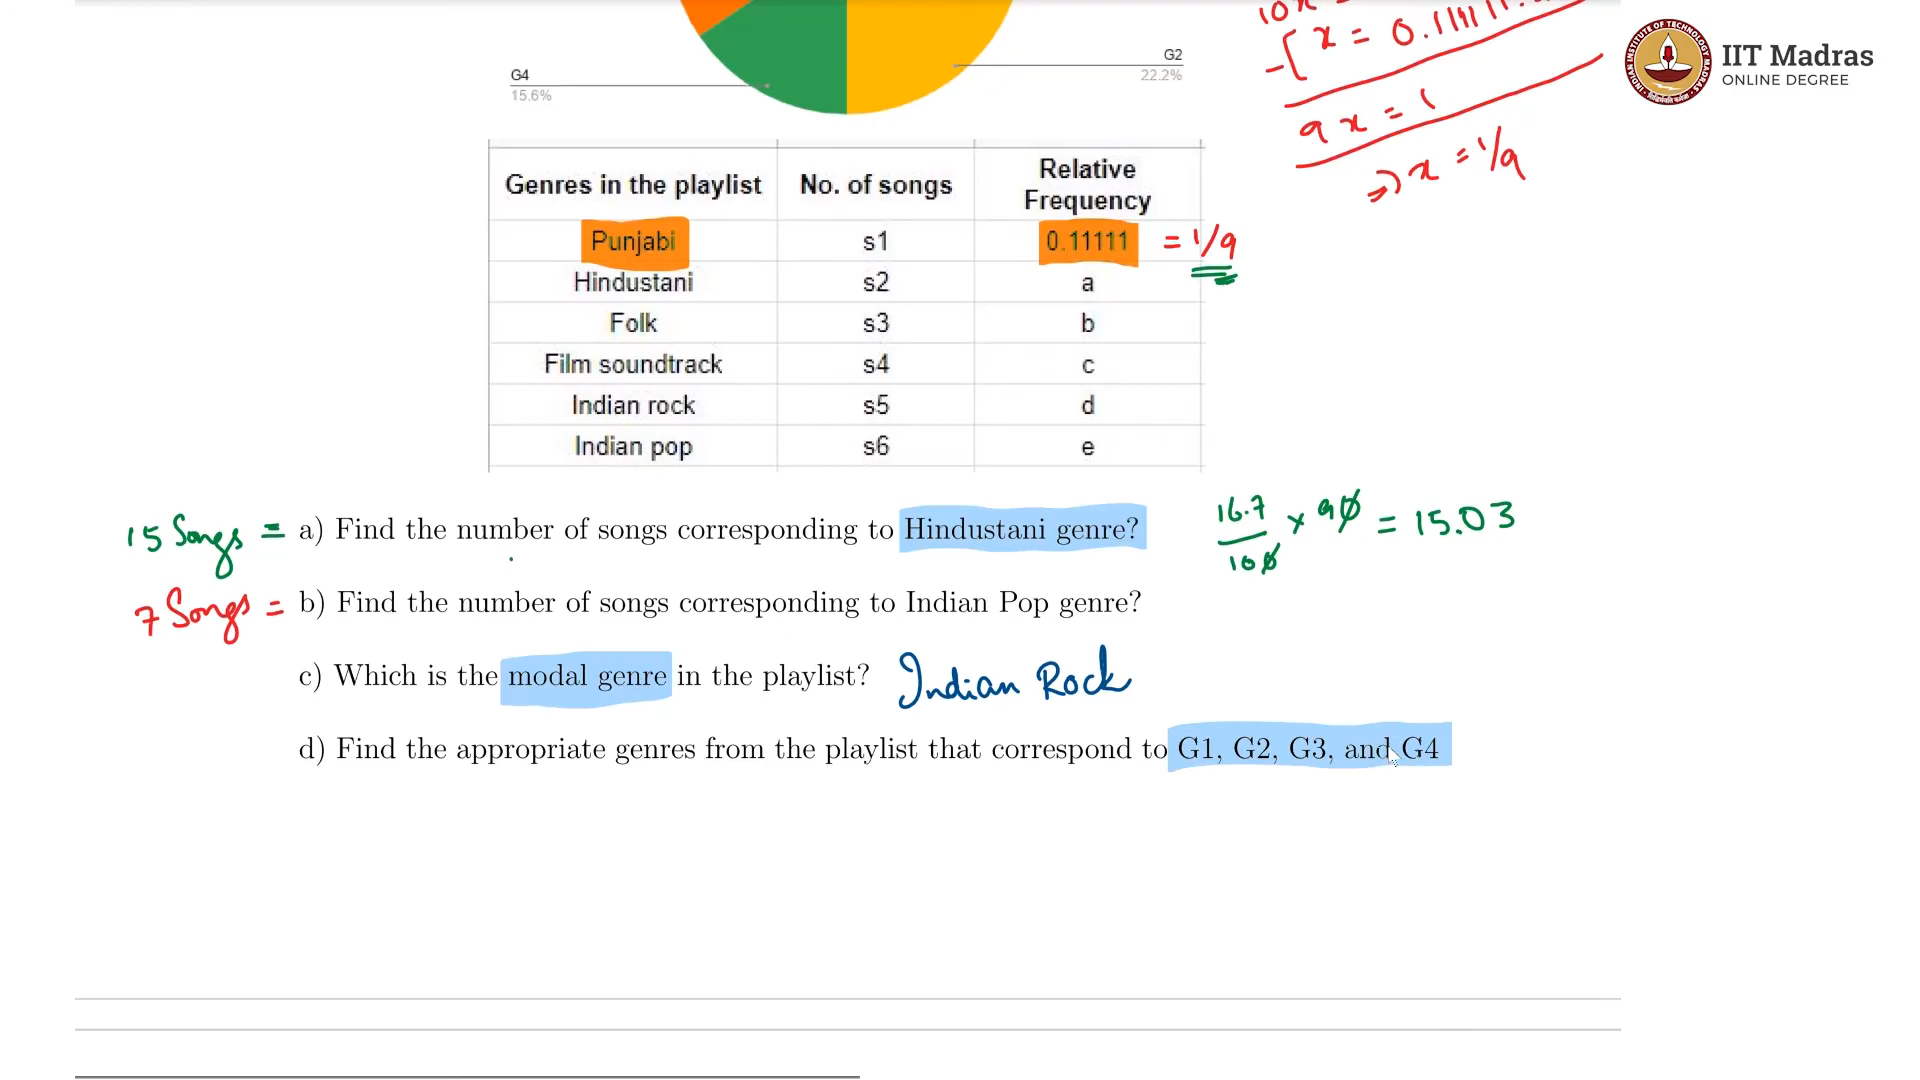 10x =
-[ x = 0.11111...
9x = 1
⇒ x = 1/9
IIT Madras
ONLINE DEGREE
G2
22.2%
G4
15.6%
Genres in the playlist No. of songs Relative Frequency
Punjabi s1 0.11111 = 1/9
Hindustani s2 a
Folk s3 b
Film soundtrack s4 c
Indian rock s5 d
Indian pop s6 e
15 Songs = a) Find the number of songs corresponding to Hindustani genre? 16.7/100 × 90 = 15.03
7 Songs = b) Find the number of songs corresponding to Indian Pop genre?
c) Which is the modal genre in the playlist? Indian Rock
d) Find the appropriate genres from the playlist that correspond to G1, G2, G3, and G4